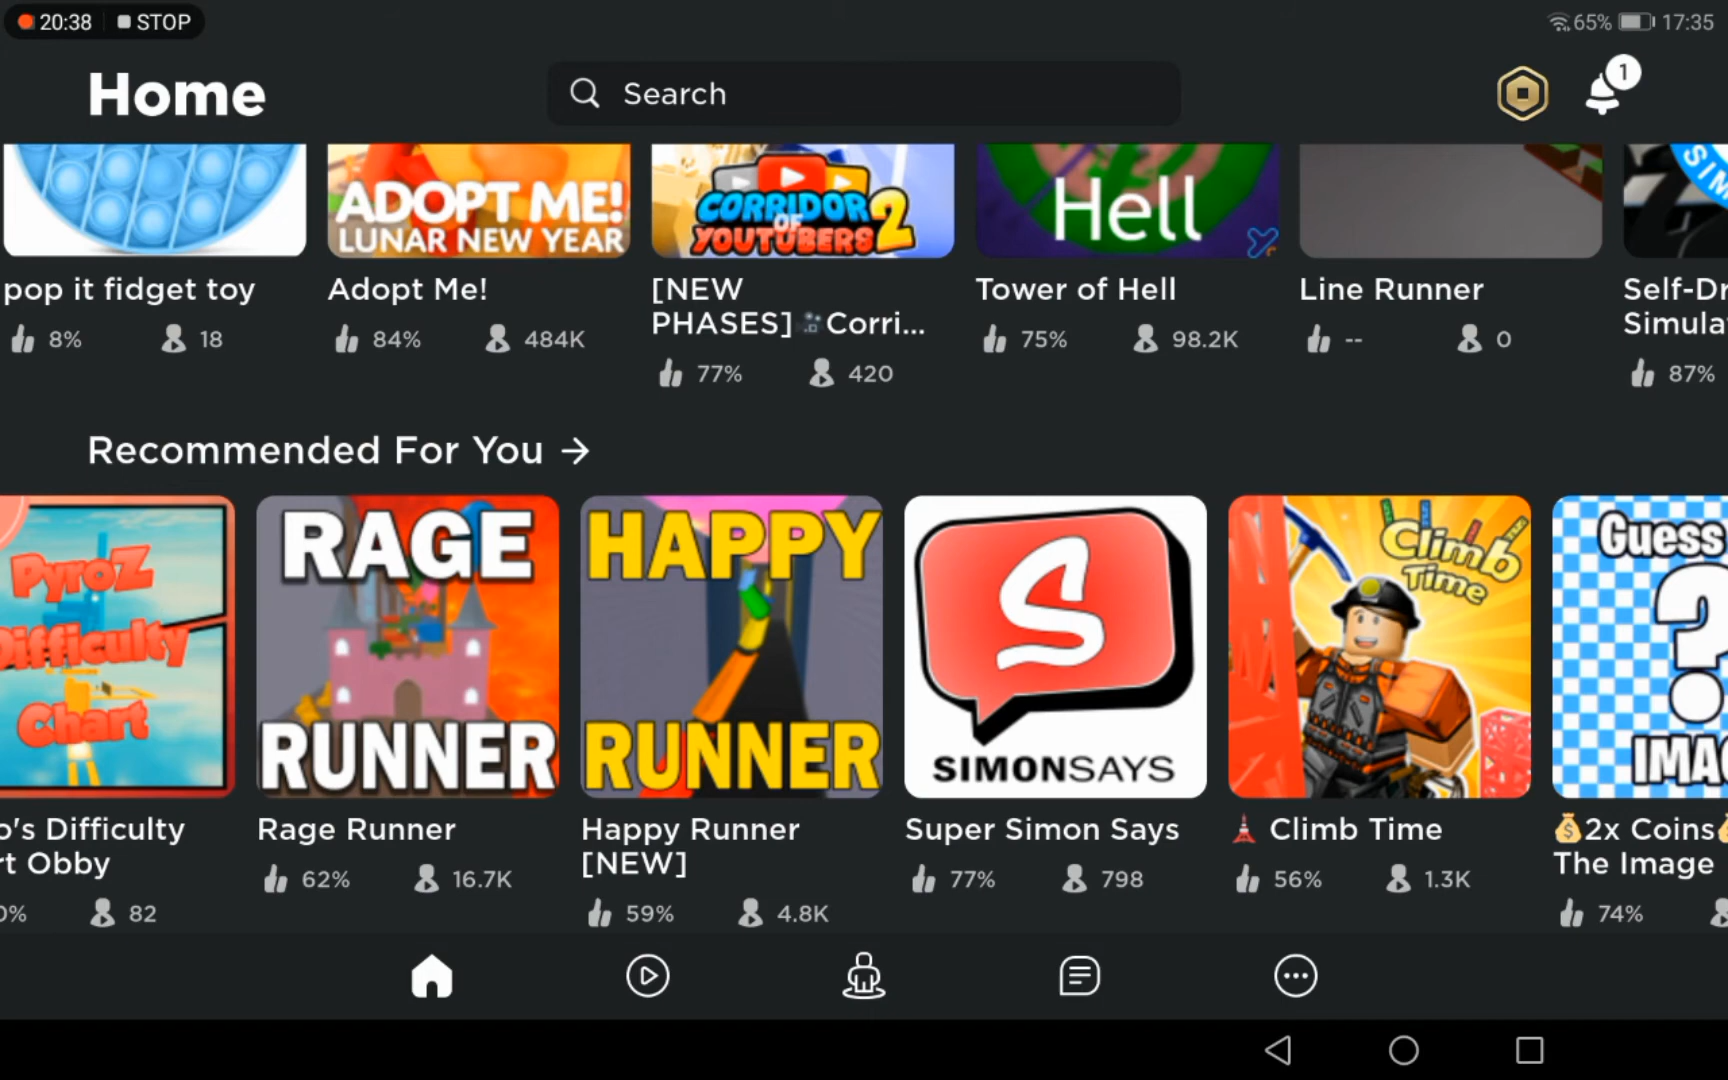 20:38 STOP
65% 17:35
Home
Search
1
ADOPT ME!
LUNAR NEW YEAR
CORRIDOR
OF
YOUTUBERS 2
Hell
SIM
pop it fidget toy
8% 18
Adopt Me!
84% 484K
[NEW
PHASES] Corri...
77% 420
Tower of Hell
75% 98.2K
Line Runner
-- 0
Self-Dr
Simula
87%
Recommended For You →
PyroZ
Difficulty
Chart
RAGE
RUNNER
HAPPY
RUNNER
S
SIMONSAYS
Climb
Time
Guess
?
IMA
o's Difficulty
rt Obby
0% 82
Rage Runner
62% 16.7K
Happy Runner
[NEW]
59% 4.8K
Super Simon Says
77% 798
Climb Time
56% 1.3K
2x Coins
The Image
74%